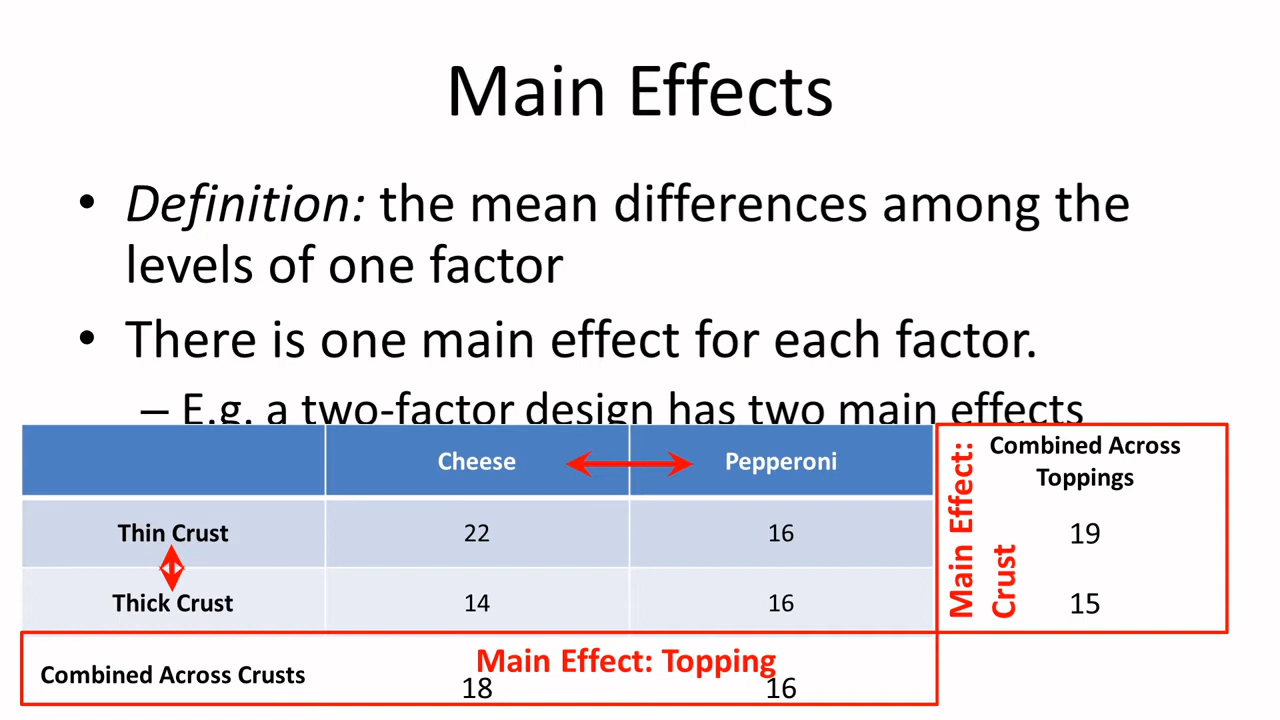 Main Effects
• Definition: the mean differences among the
levels of one factor
• There is one main effect for each factor.
– E.g. a two-factor design has two main effects
Cheese Pepperoni
Combined Across
Toppings
Main Effect:
Crust
Thin Crust 22 16 19
Thick Crust 14 16 15
Main Effect: Topping
Combined Across Crusts 18 16